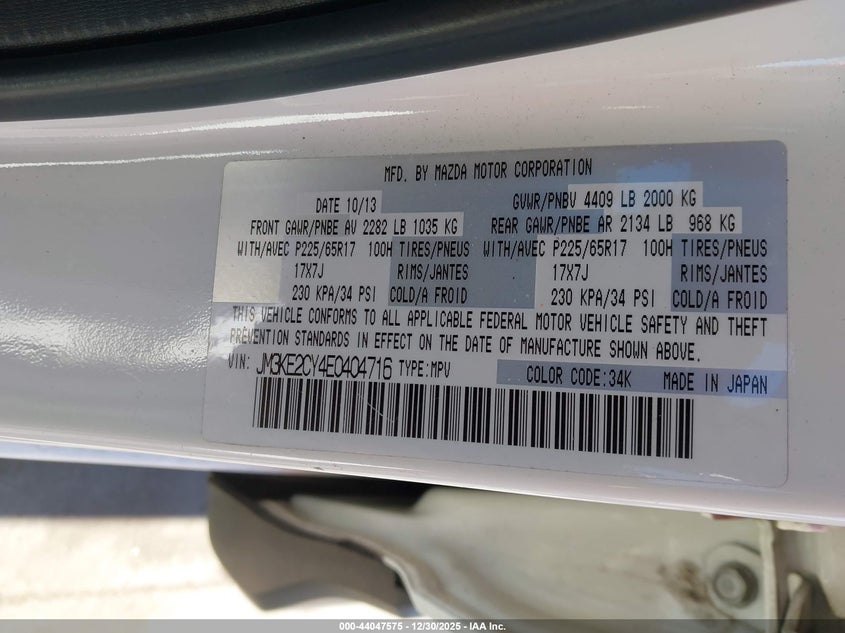 MFD. BY MAZDA MOTOR CORPORATION
DATE 10/13 GVWR/PNBV 4409 LB 2000 KG
FRONT GAWR/PNBE AV 2282 LB 1035 KG REAR GAWR/PNBE AR 2134 LB 968 KG
WITH/AVEC P225/65R17 100H TIRES/PNEUS WITH/AVEC P225/65R17 100H TIRES/PNEUS
17X7J RIMS/JANTES 17X7J RIMS/JANTES
230 KPA/34 PSI COLD/A FROID 230 KPA/34 PSI COLD/A FROID
THIS VEHICLE CONFORMS TO ALL APPLICABLE FEDERAL MOTOR VEHICLE SAFETY AND THEFT
PREVENTION STANDARDS IN EFFECT ON THE DATE OF MANUFACTURE SHOWN ABOVE.
VIN: JM3KE2CY4E0404716 TYPE:MPV COLOR CODE:34K MADE IN JAPAN
000-44047575 — 12/30/2025 — IAA Inc.